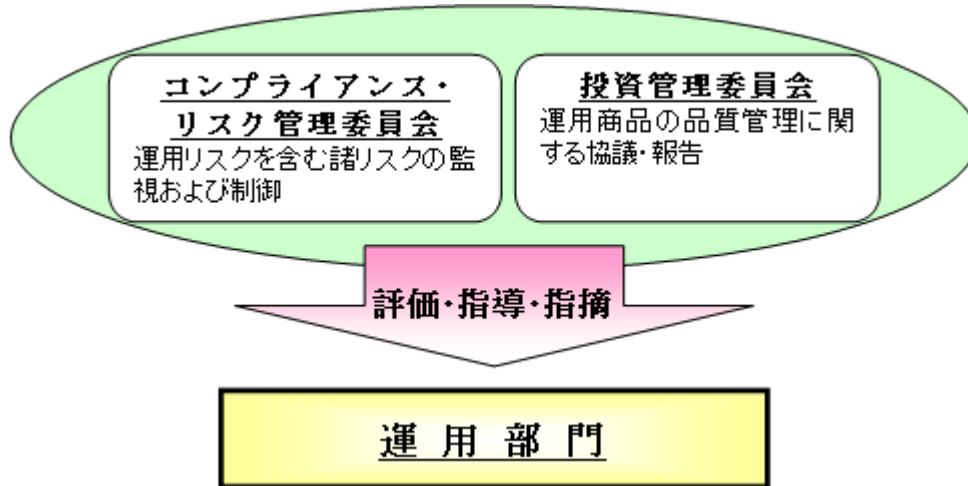 コンプライアンス・
リスク管理委員会
運用リスクを含む諸リスクの監
視および制御
投資管理委員会
運用商品の品質管理に関
する協議・報告
評価・指導・指摘
運用部門